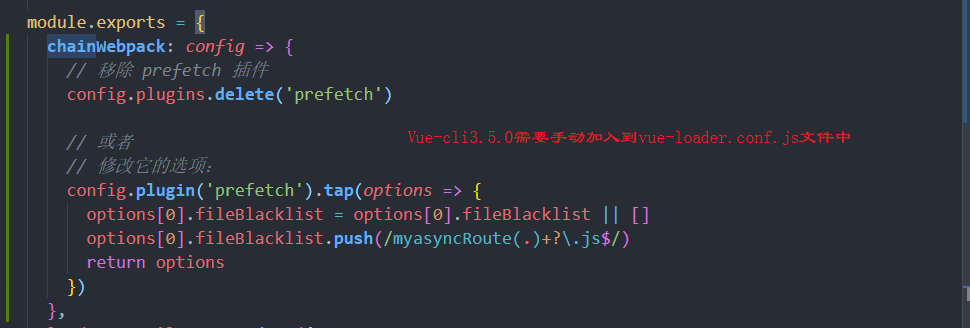 module.exports = {
chainWebpack: config => {
// 移除 prefetch 插件
config.plugins.delete('prefetch')
// 或者
Vue-cli3.5.0需要手动加入到vue-loader.conf.js文件中
// 修改它的选项：
config.plugin('prefetch').tap(options => {
options[0].fileBlacklist = options[0].fileBlacklist || []
options[0].fileBlacklist.push(/myasyncRoute(.)+?\.js$/)
return options
})
},